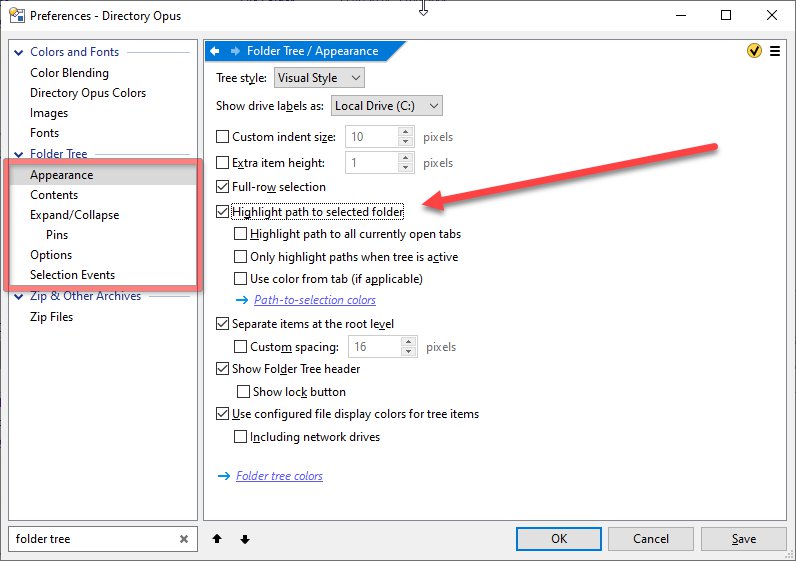 Preferences - Directory Opus
Colors and Fonts
Color Blending
Directory Opus Colors
Images
Fonts
Folder Tree
Appearance
Contents
Expand/Collapse
Pins
Options
Selection Events
Zip & Other Archives
Zip Files
folder tree
Folder Tree / Appearance
Tree style: Visual Style
Show drive labels as: Local Drive (C:)
Custom indent size: 10 pixels
Extra item height: 1 pixels
Full-row selection
Highlight path to selected folder
Highlight path to all currently open tabs
Only highlight paths when tree is active
Use color from tab (if applicable)
Path-to-selection colors
Separate items at the root level
Custom spacing: 16 pixels
Show Folder Tree header
Show lock button
Use configured file display colors for tree items
Including network drives
Folder tree colors
OK Cancel Save